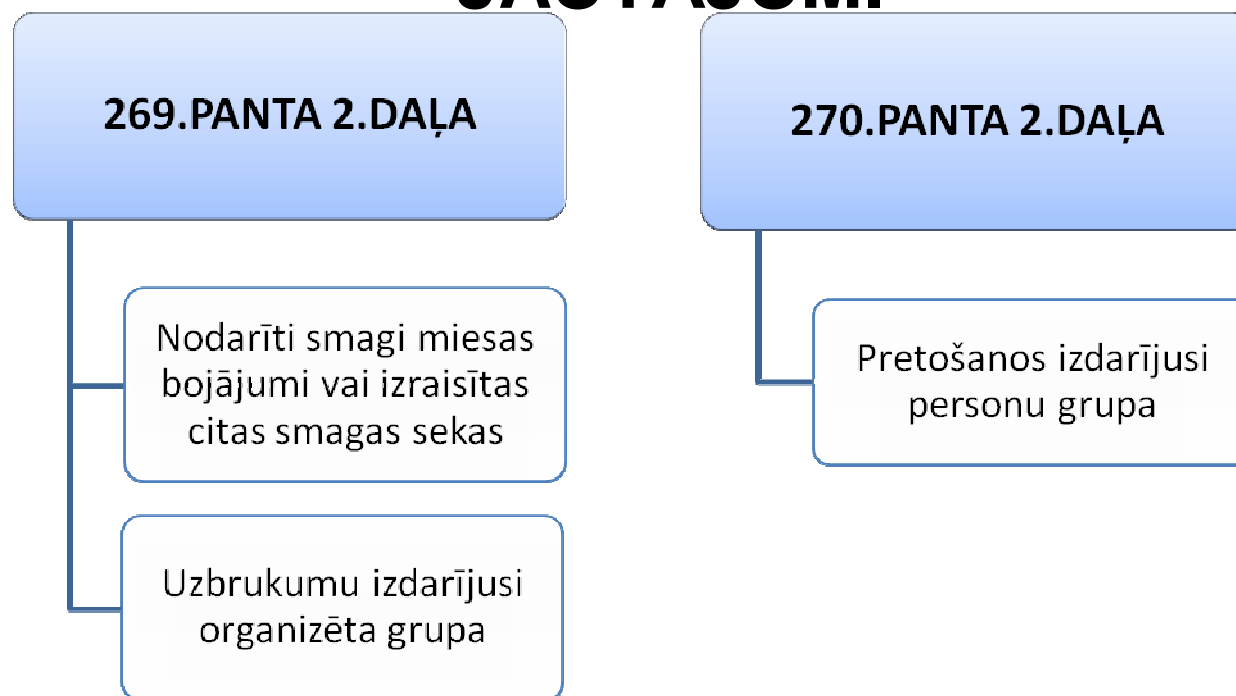 JAUTĀJUMI
269.PANTA 2.DAĻA
Nodarīti smagi miesas
bojājumi vai izraisītas
citas smagas sekas
Uzbrukumu izdarījusi
organizēta grupa
270.PANTA 2.DAĻA
Pretošanos izdarījusi
personu grupa